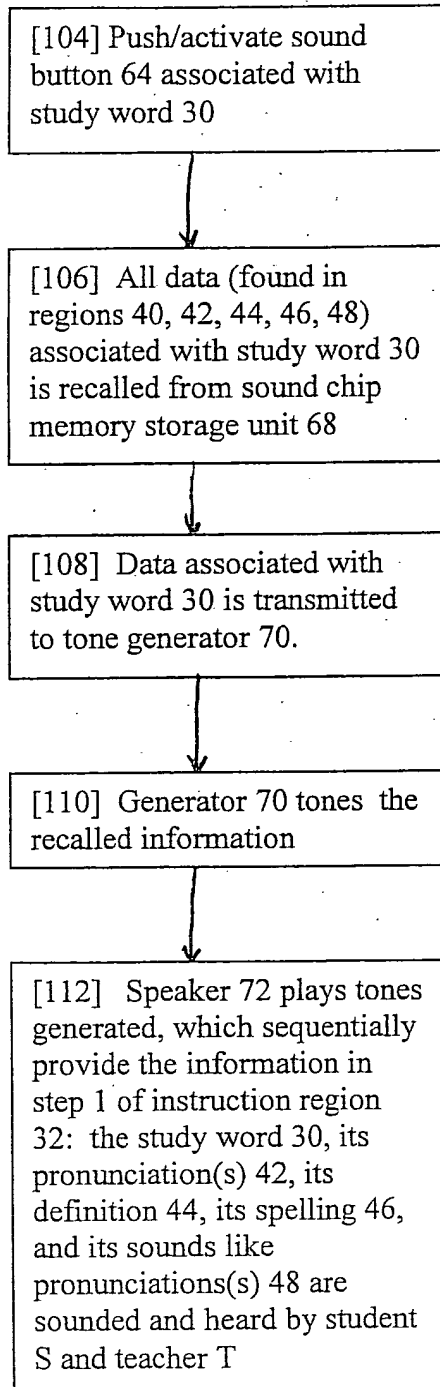 [104] Push/activate sound
button 64 associated with
study word 30
[106] All data (found in
regions 40, 42, 44, 46, 48)
associated with study word 30
is recalled from sound chip
memory storage unit 68
[108] Data associated with
study word 30 is transmitted
to tone generator 70.
[110] Generator 70 tones the
recalled information
[112] Speaker 72 plays tones
generated, which sequentially
provide the information in
step 1 of instruction region
32: the study word 30, its
pronunciation(s) 42, its
definition 44, its spelling 46,
and its sounds like
pronunciations(s) 48 are
sounded and heard by student
S and teacher T